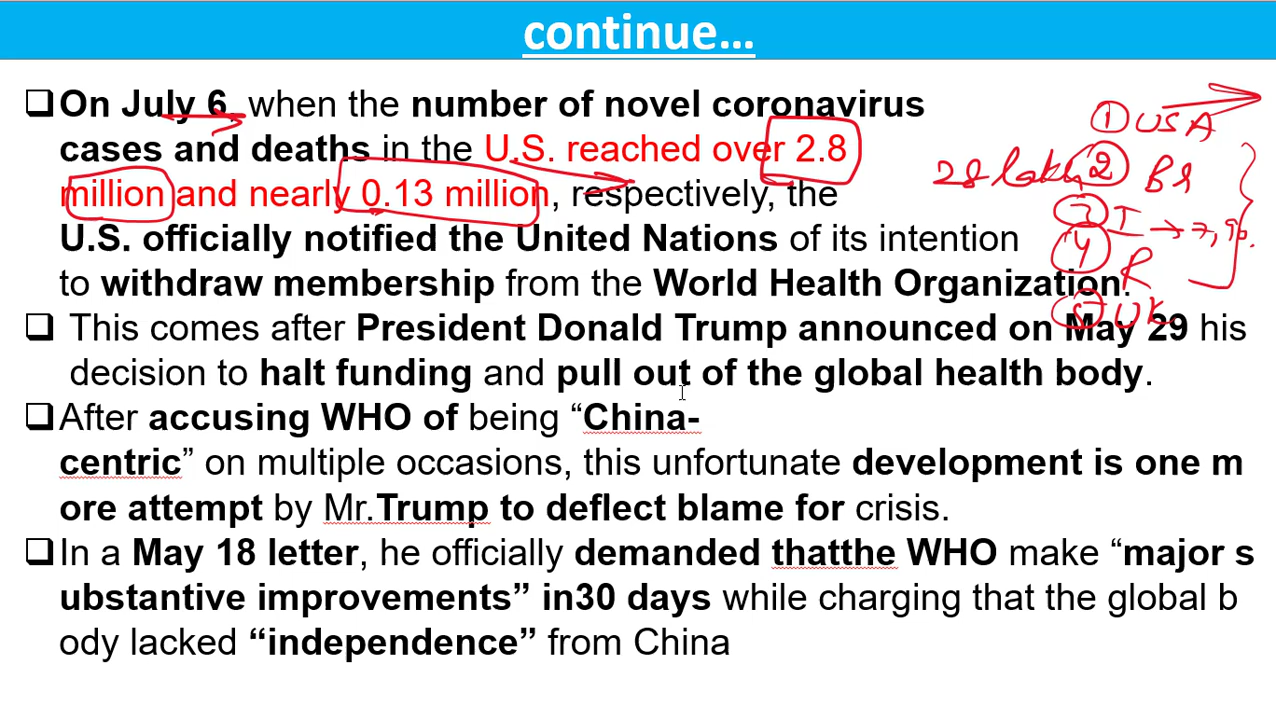 continue...
❑On July 6, when the number of novel coronavirus
cases and deaths in the U.S. reached over 2.8
million and nearly 0.13 million, respectively, the
U.S. officially notified the United Nations of its intention
to withdraw membership from the World Health Organization.
❑ This comes after President Donald Trump announced on May 29 his
decision to halt funding and pull out of the global health body.
❑After accusing WHO of being “China-
centric” on multiple occasions, this unfortunate development is one m
ore attempt by Mr.Trump to deflect blame for crisis.
❑In a May 18 letter, he officially demanded thatthe WHO make “major s
ubstantive improvements” in30 days while charging that the global b
ody lacked “independence” from China
① USA
28 lakh ②
③ I →
④ R
⑤ UK